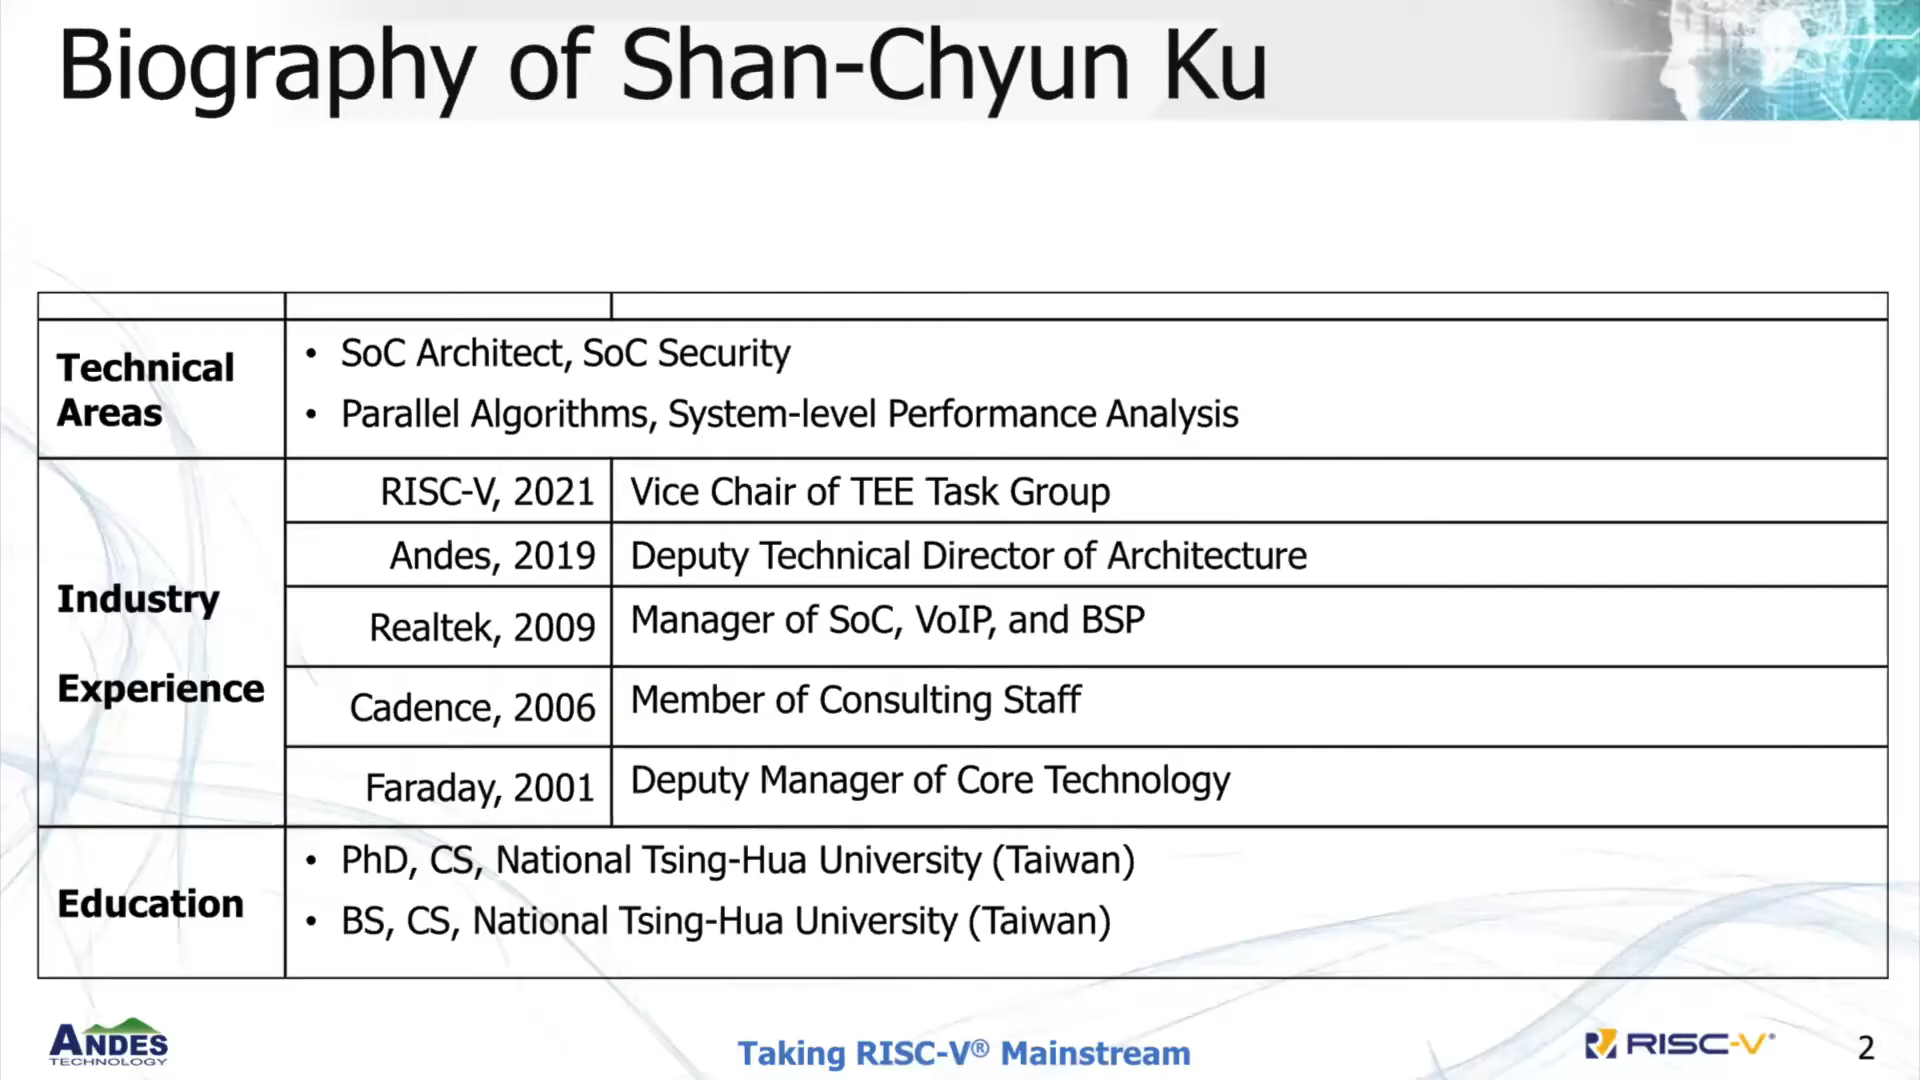 Biography of Shan-Chyun Ku
Technical
Areas
• SoC Architect, SoC Security
• Parallel Algorithms, System-level Performance Analysis
Industry
Experience
RISC-V, 2021 Vice Chair of TEE Task Group
Andes, 2019 Deputy Technical Director of Architecture
Realtek, 2009 Manager of SoC, VoIP, and BSP
Cadence, 2006 Member of Consulting Staff
Faraday, 2001 Deputy Manager of Core Technology
Education
• PhD, CS, National Tsing-Hua University (Taiwan)
• BS, CS, National Tsing-Hua University (Taiwan)
ANDES
TECHNOLOGY
Taking RISC-V® Mainstream
RISC-V®
2